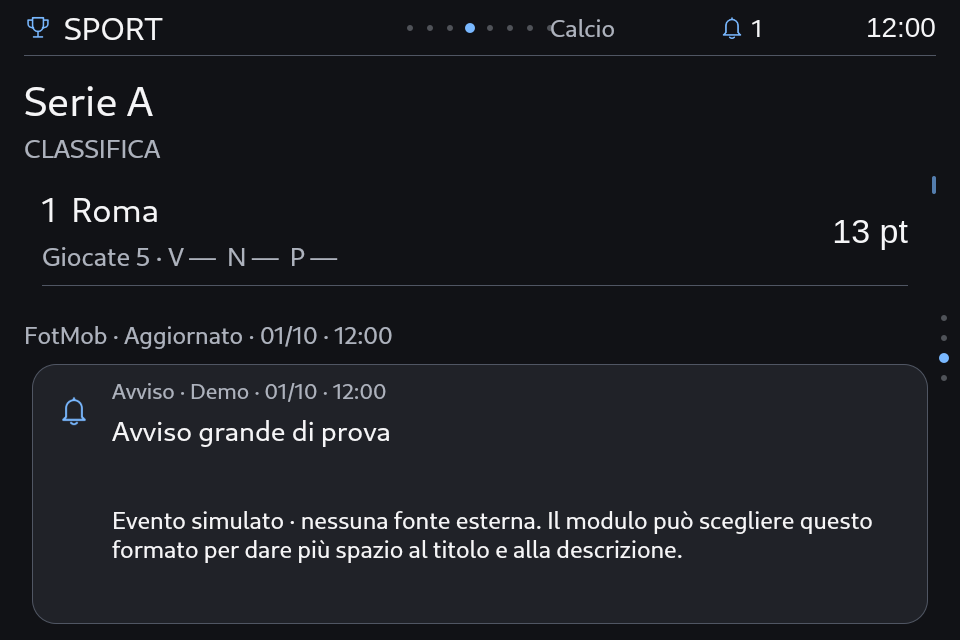 SPORT
Calcio
1
12:00
Serie A
CLASSIFICA
1 Roma
13 pt
Giocate 5 · V — N — P —
FotMob · Aggiornato · 01/10 · 12:00
Avviso · Demo · 01/10 · 12:00
Avviso grande di prova
Evento simulato · nessuna fonte esterna. Il modulo può scegliere questo
formato per dare più spazio al titolo e alla descrizione.